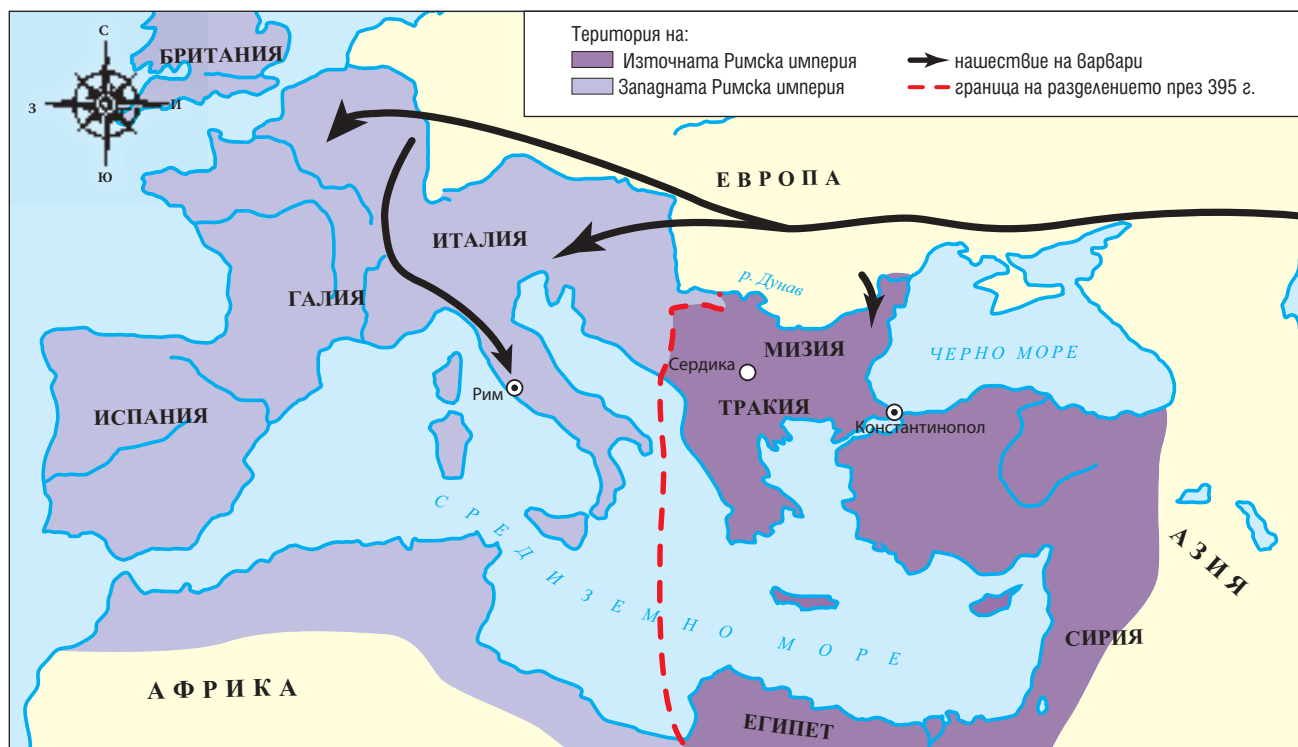 Територия на:
Източната Римска империя
Западната Римска империя
нашествие на варвари
граница на разделението през 395 г.
С
З
И
Ю
БРИТАНИЯ
ЕВРОПА
ИТАЛИЯ
ГАЛИЯ
р. Дунав
МИЗИЯ
ЧЕРНО МОРЕ
Сердика
Рим
ИСПАНИЯ
ТРАКИЯ
Константинопол
СРЕДИЗЕМНО МОРЕ
АЗИЯ
СИРИЯ
АФРИКА
ЕГИПЕТ